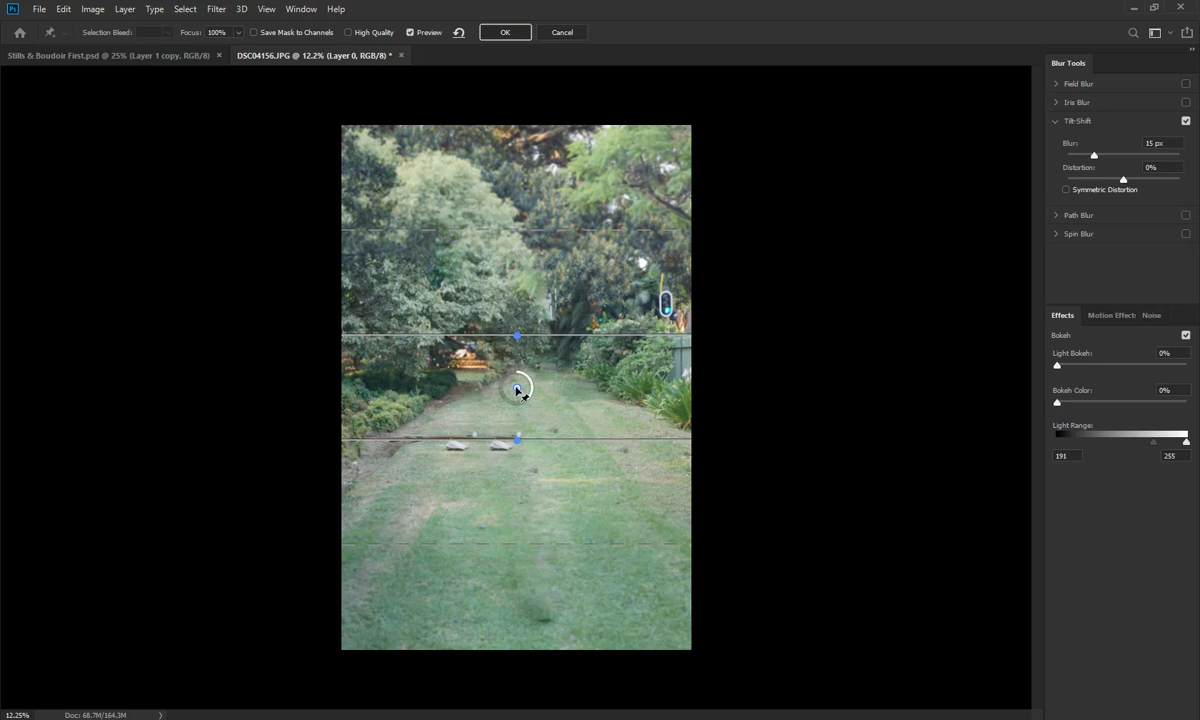 Ps File Edit Image Layer Type Select Filter 3D View Window Help
Selection Bleed: Focus: 100% Save Mask to Channels High Quality Preview OK Cancel
Stills & Boudoir First.psd @ 25% (Layer 1 copy, RGB/8) × DSC04156.JPG @ 12.2% (Layer 0, RGB/8) * ×
Blur Tools
Field Blur
Iris Blur
Tilt-Shift
Blur: 15 px
Distortion: 0%
Symmetric Distortion
Path Blur
Spin Blur
Effects Motion Effects Noise
Bokeh
Light Bokeh: 0%
Bokeh Color: 0%
Light Range:
191 255
12.25% Doc: 68.7M/164.3M